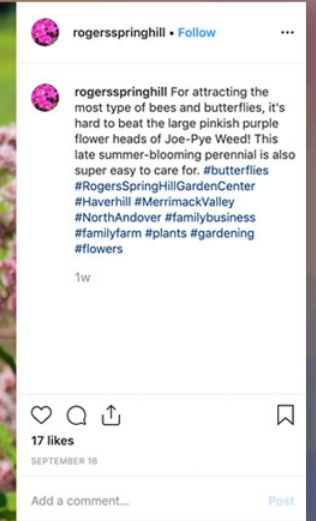 rogersspringhill • Follow
rogersspringhill For attracting the
most type of bees and butterflies, it's
hard to beat the large pinkish purple
flower heads of Joe-Pye Weed! This
late summer-blooming perennial is also
super easy to care for. #butterflies
#RogersSpringHillGardenCenter
#Haverhill #MerrimackValley
#NorthAndover #familybusiness
#familyfarm #plants #gardening
#flowers
1w
17 likes
SEPTEMBER 16
Add a comment... Post